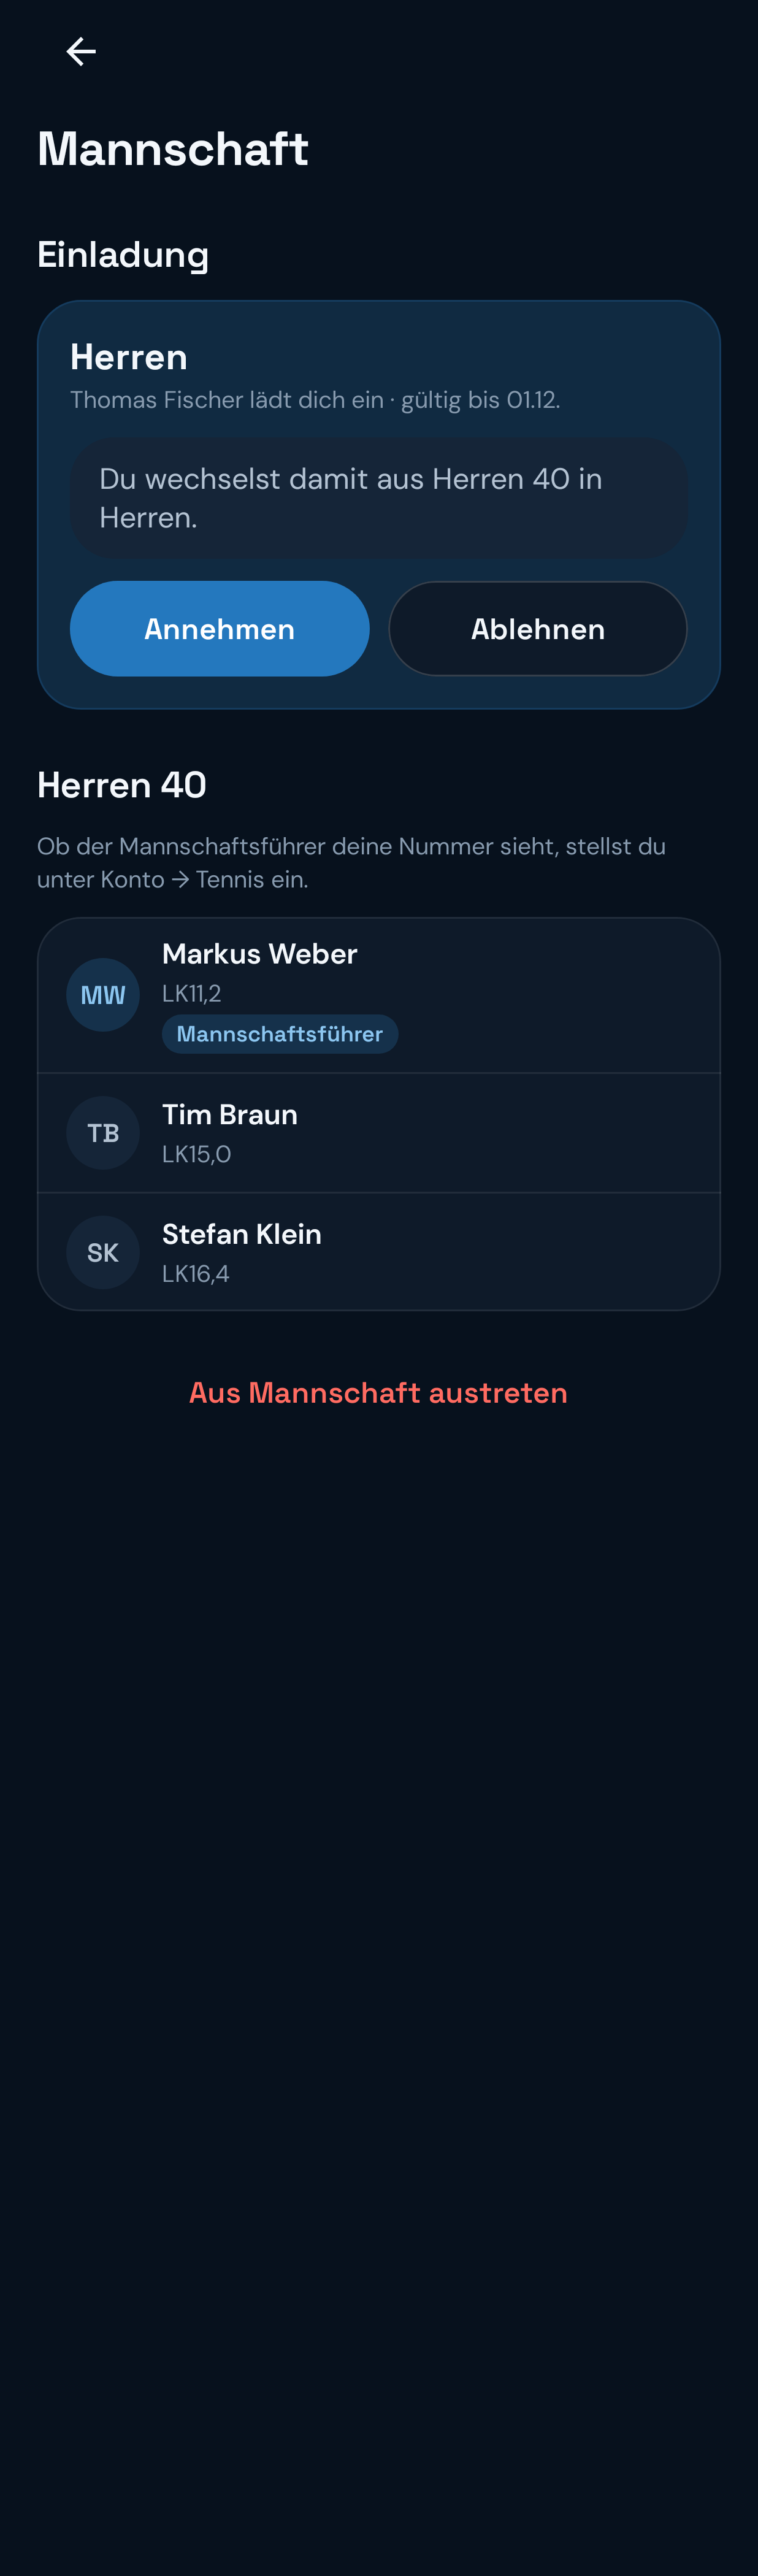 Mannschaft
Einladung
Herren
Thomas Fischer lädt dich ein · gültig bis 01.12.
Du wechselst damit aus Herren 40 in
Herren.
Annehmen
Ablehnen
Herren 40
Ob der Mannschaftsführer deine Nummer sieht, stellst du
unter Konto → Tennis ein.
MW
Markus Weber
LK11,2
Mannschaftsführer
TB
Tim Braun
LK15,0
SK
Stefan Klein
LK16,4
Aus Mannschaft austreten